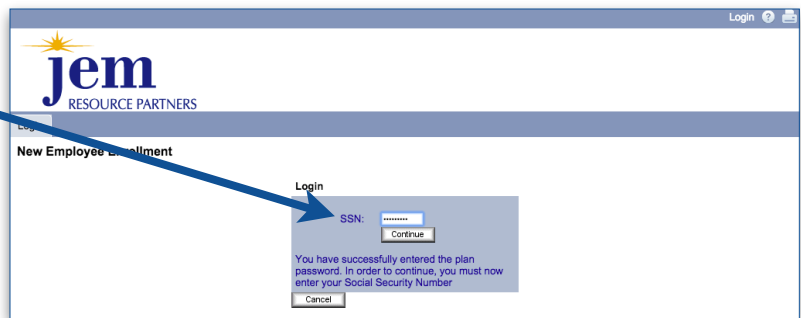 Login
jem
RESOURCE PARTNERS
New Employee Enrollment
Login
SSN: ·········
Continue
You have successfully entered the plan
password. In order to continue, you must now
enter your Social Security Number
Cancel